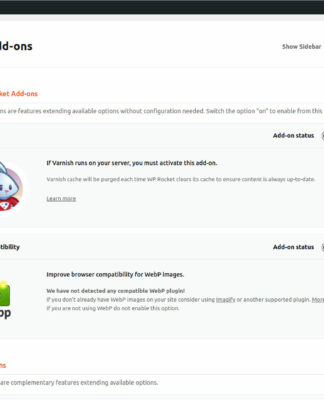 dd-ons
Show Sidebar
ket Add-ons
ns are features extending available options without configuration needed. Switch the option "on" to enable from this
Add-on status
If Varnish runs on your server, you must activate this add-on.
Varnish cache will be purged each time WP Rocket clears its cache to ensure content is always up-to-date.
Learn more
tibility
Add-on status
Improve browser compatibility for WebP images.
We have not detected any compatible WebP plugin!
If you don't already have WebP images on your site consider using Imagify or another supported plugin. More
If you are not using WebP do not enable this option.
bp
ns
are complementary features extending available options.